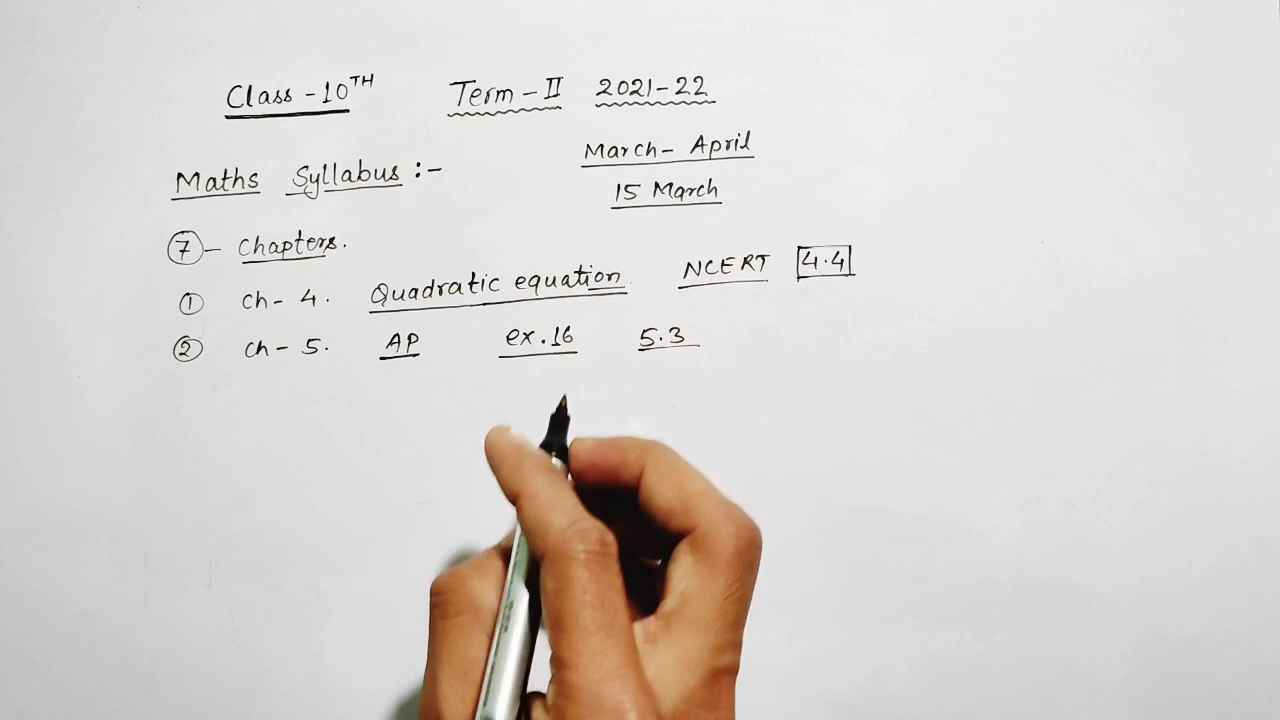 Class - 10TH Term - II 2021-22
March - April
Maths Syllabus :-
15 March
7 - Chapters.
① Ch - 4. Quadratic equation NCERT 4.4
② Ch - 5. AP ex. 16 5.3